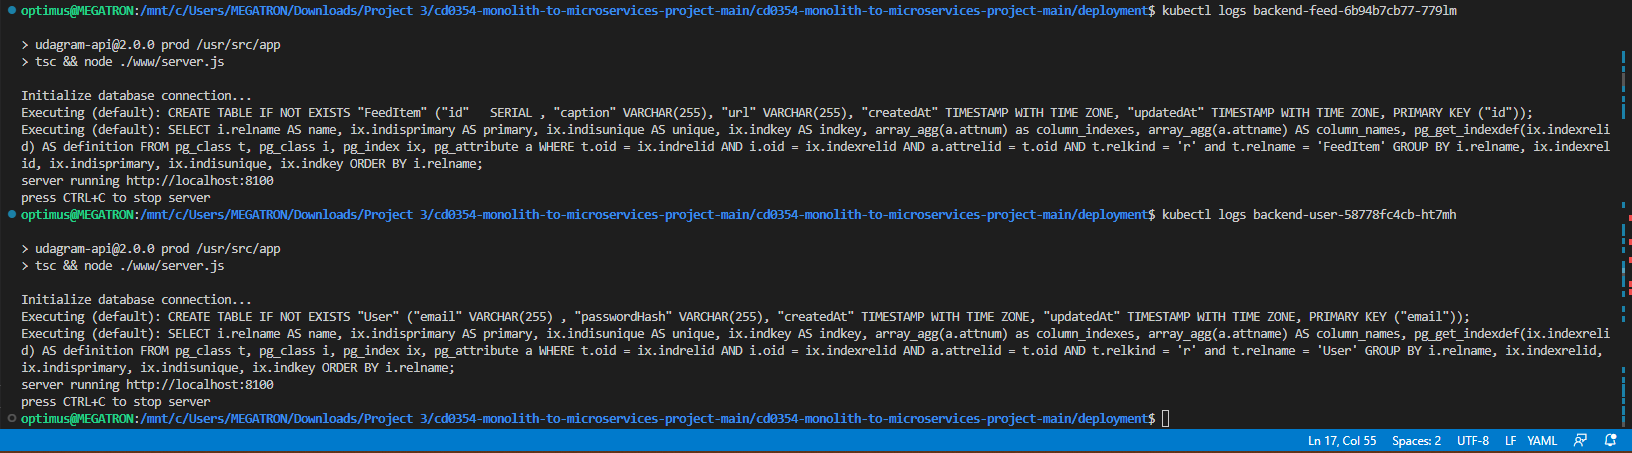 optimus@MEGATRON:/mnt/c/Users/MEGATRON/Downloads/Project 3/cd0354-monolith-to-microservices-project-main/cd0354-monolith-to-microservices-project-main/deployment$ kubectl logs backend-feed-6b94b7cb77-779lm
> udagram-api@2.0.0 prod /usr/src/app
> tsc && node ./www/server.js
Initialize database connection...
Executing (default): CREATE TABLE IF NOT EXISTS "FeedItem" ("id"   SERIAL , "caption" VARCHAR(255), "url" VARCHAR(255), "createdAt" TIMESTAMP WITH TIME ZONE, "updatedAt" TIMESTAMP WITH TIME ZONE, PRIMARY KEY ("id"));
Executing (default): SELECT i.relname AS name, ix.indisprimary AS primary, ix.indisunique AS unique, ix.indkey AS indkey, array_agg(a.attnum) as column_indexes, array_agg(a.attname) AS column_names, pg_get_indexdef(ix.indexreli
d) AS definition FROM pg_class t, pg_class i, pg_index ix, pg_attribute a WHERE t.oid = ix.indrelid AND i.oid = ix.indexrelid AND a.attrelid = t.oid AND t.relkind = 'r' and t.relname = 'FeedItem' GROUP BY i.relname, ix.indexrel
id, ix.indisprimary, ix.indisunique, ix.indkey ORDER BY i.relname;
server running http://localhost:8100
press CTRL+C to stop server
optimus@MEGATRON:/mnt/c/Users/MEGATRON/Downloads/Project 3/cd0354-monolith-to-microservices-project-main/cd0354-monolith-to-microservices-project-main/deployment$ kubectl logs backend-user-58778fc4cb-ht7mh
> udagram-api@2.0.0 prod /usr/src/app
> tsc && node ./www/server.js
Initialize database connection...
Executing (default): CREATE TABLE IF NOT EXISTS "User" ("email" VARCHAR(255) , "passwordHash" VARCHAR(255), "createdAt" TIMESTAMP WITH TIME ZONE, "updatedAt" TIMESTAMP WITH TIME ZONE, PRIMARY KEY ("email"));
Executing (default): SELECT i.relname AS name, ix.indisprimary AS primary, ix.indisunique AS unique, ix.indkey AS indkey, array_agg(a.attnum) as column_indexes, array_agg(a.attname) AS column_names, pg_get_indexdef(ix.indexreli
d) AS definition FROM pg_class t, pg_class i, pg_index ix, pg_attribute a WHERE t.oid = ix.indrelid AND i.oid = ix.indexrelid AND a.attrelid = t.oid AND t.relkind = 'r' and t.relname = 'User' GROUP BY i.relname, ix.indexrelid,
ix.indisprimary, ix.indisunique, ix.indkey ORDER BY i.relname;
server running http://localhost:8100
press CTRL+C to stop server
optimus@MEGATRON:/mnt/c/Users/MEGATRON/Downloads/Project 3/cd0354-monolith-to-microservices-project-main/cd0354-monolith-to-microservices-project-main/deployment$
Ln 17, Col 55 Spaces: 2 UTF-8 LF YAML